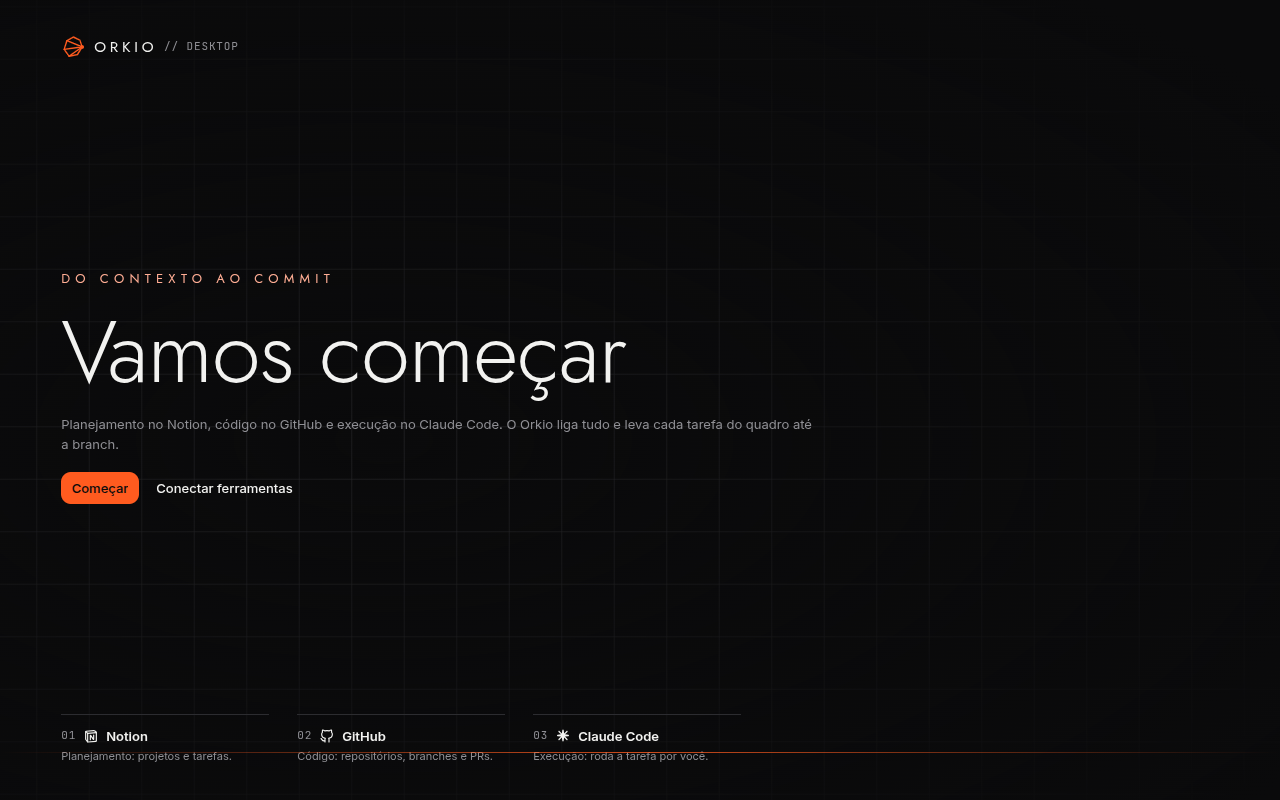 ORKIO // DESKTOP
DO CONTEXTO AO COMMIT
Vamos começar
Planejamento no Notion, código no GitHub e execução no Claude Code. O Orkio liga tudo e leva cada tarefa do quadro até
a branch.
Começar Conectar ferramentas
01 Notion
Planejamento: projetos e tarefas.
02 GitHub
Código: repositórios, branches e PRs.
03 Claude Code
Execução: roda a tarefa por você.